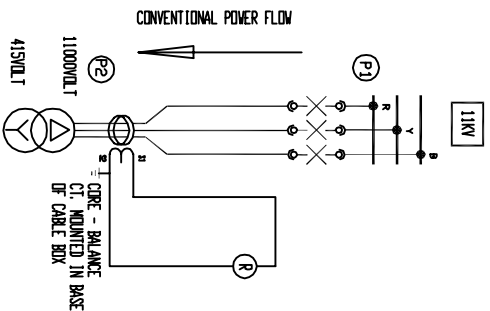 CONVENTIONAL POWER FLOW
11KV
P1
R
Y
B
P2
11000VOLT
415VOLT
S2
S1
CORE - BALANCE
CT. MOUNTED IN BASE
OF CABLE BOX
R